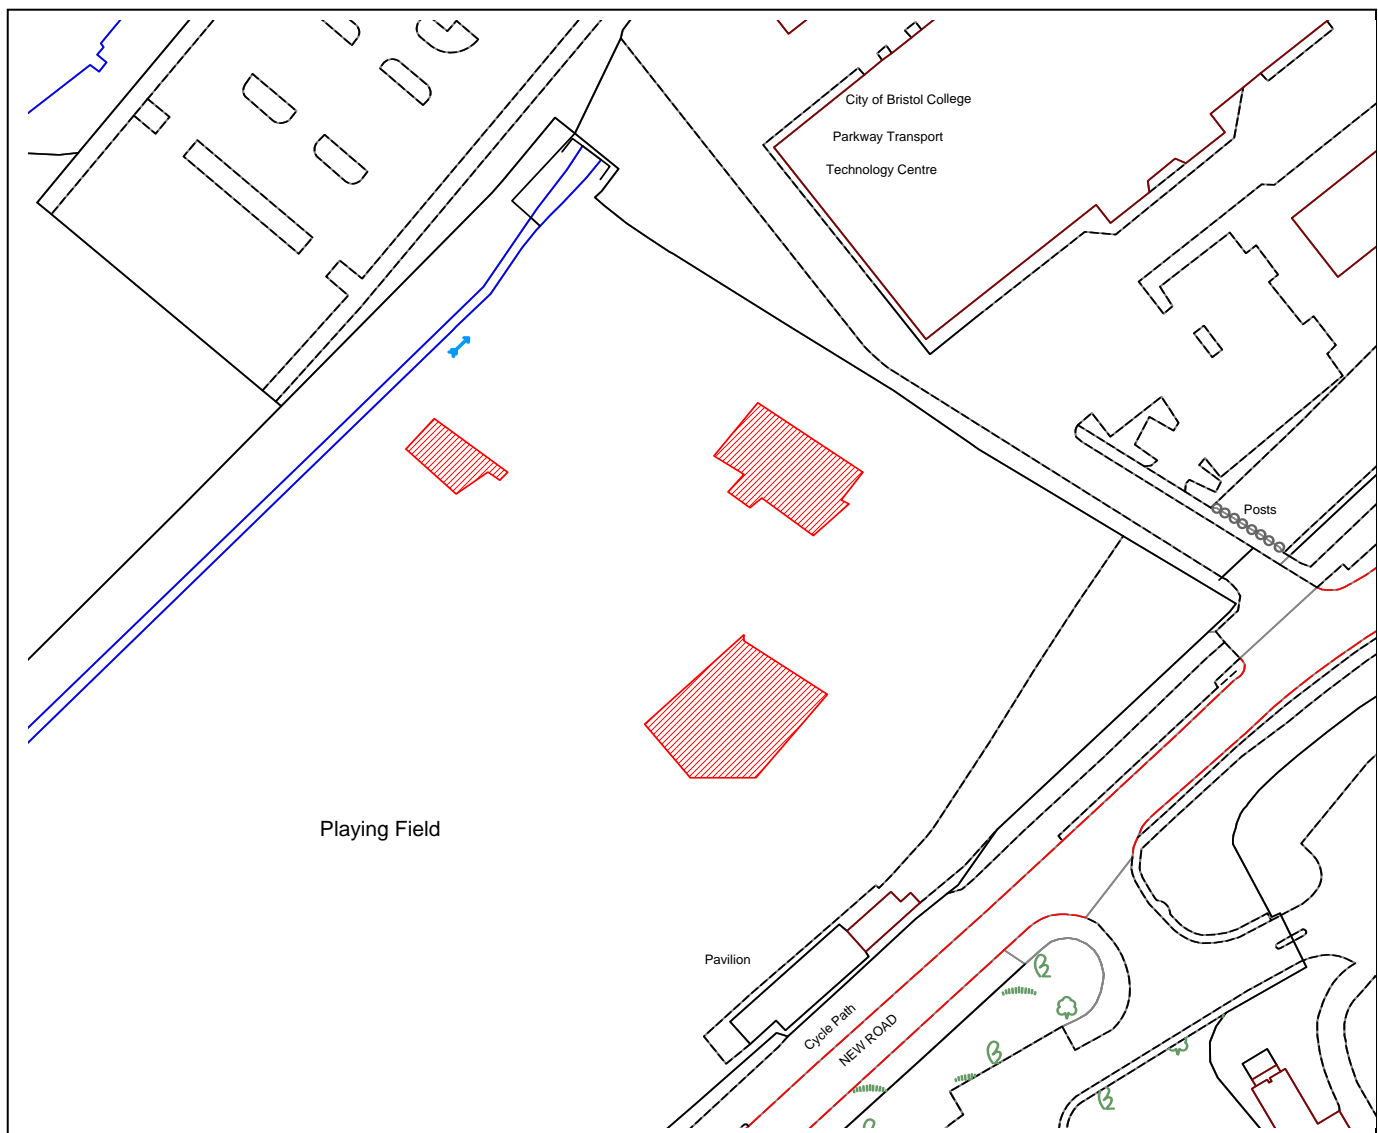 City of Bristol College
Parkway Transport
Technology Centre
Posts
Playing Field
Pavilion
Cycle Path
NEW ROAD